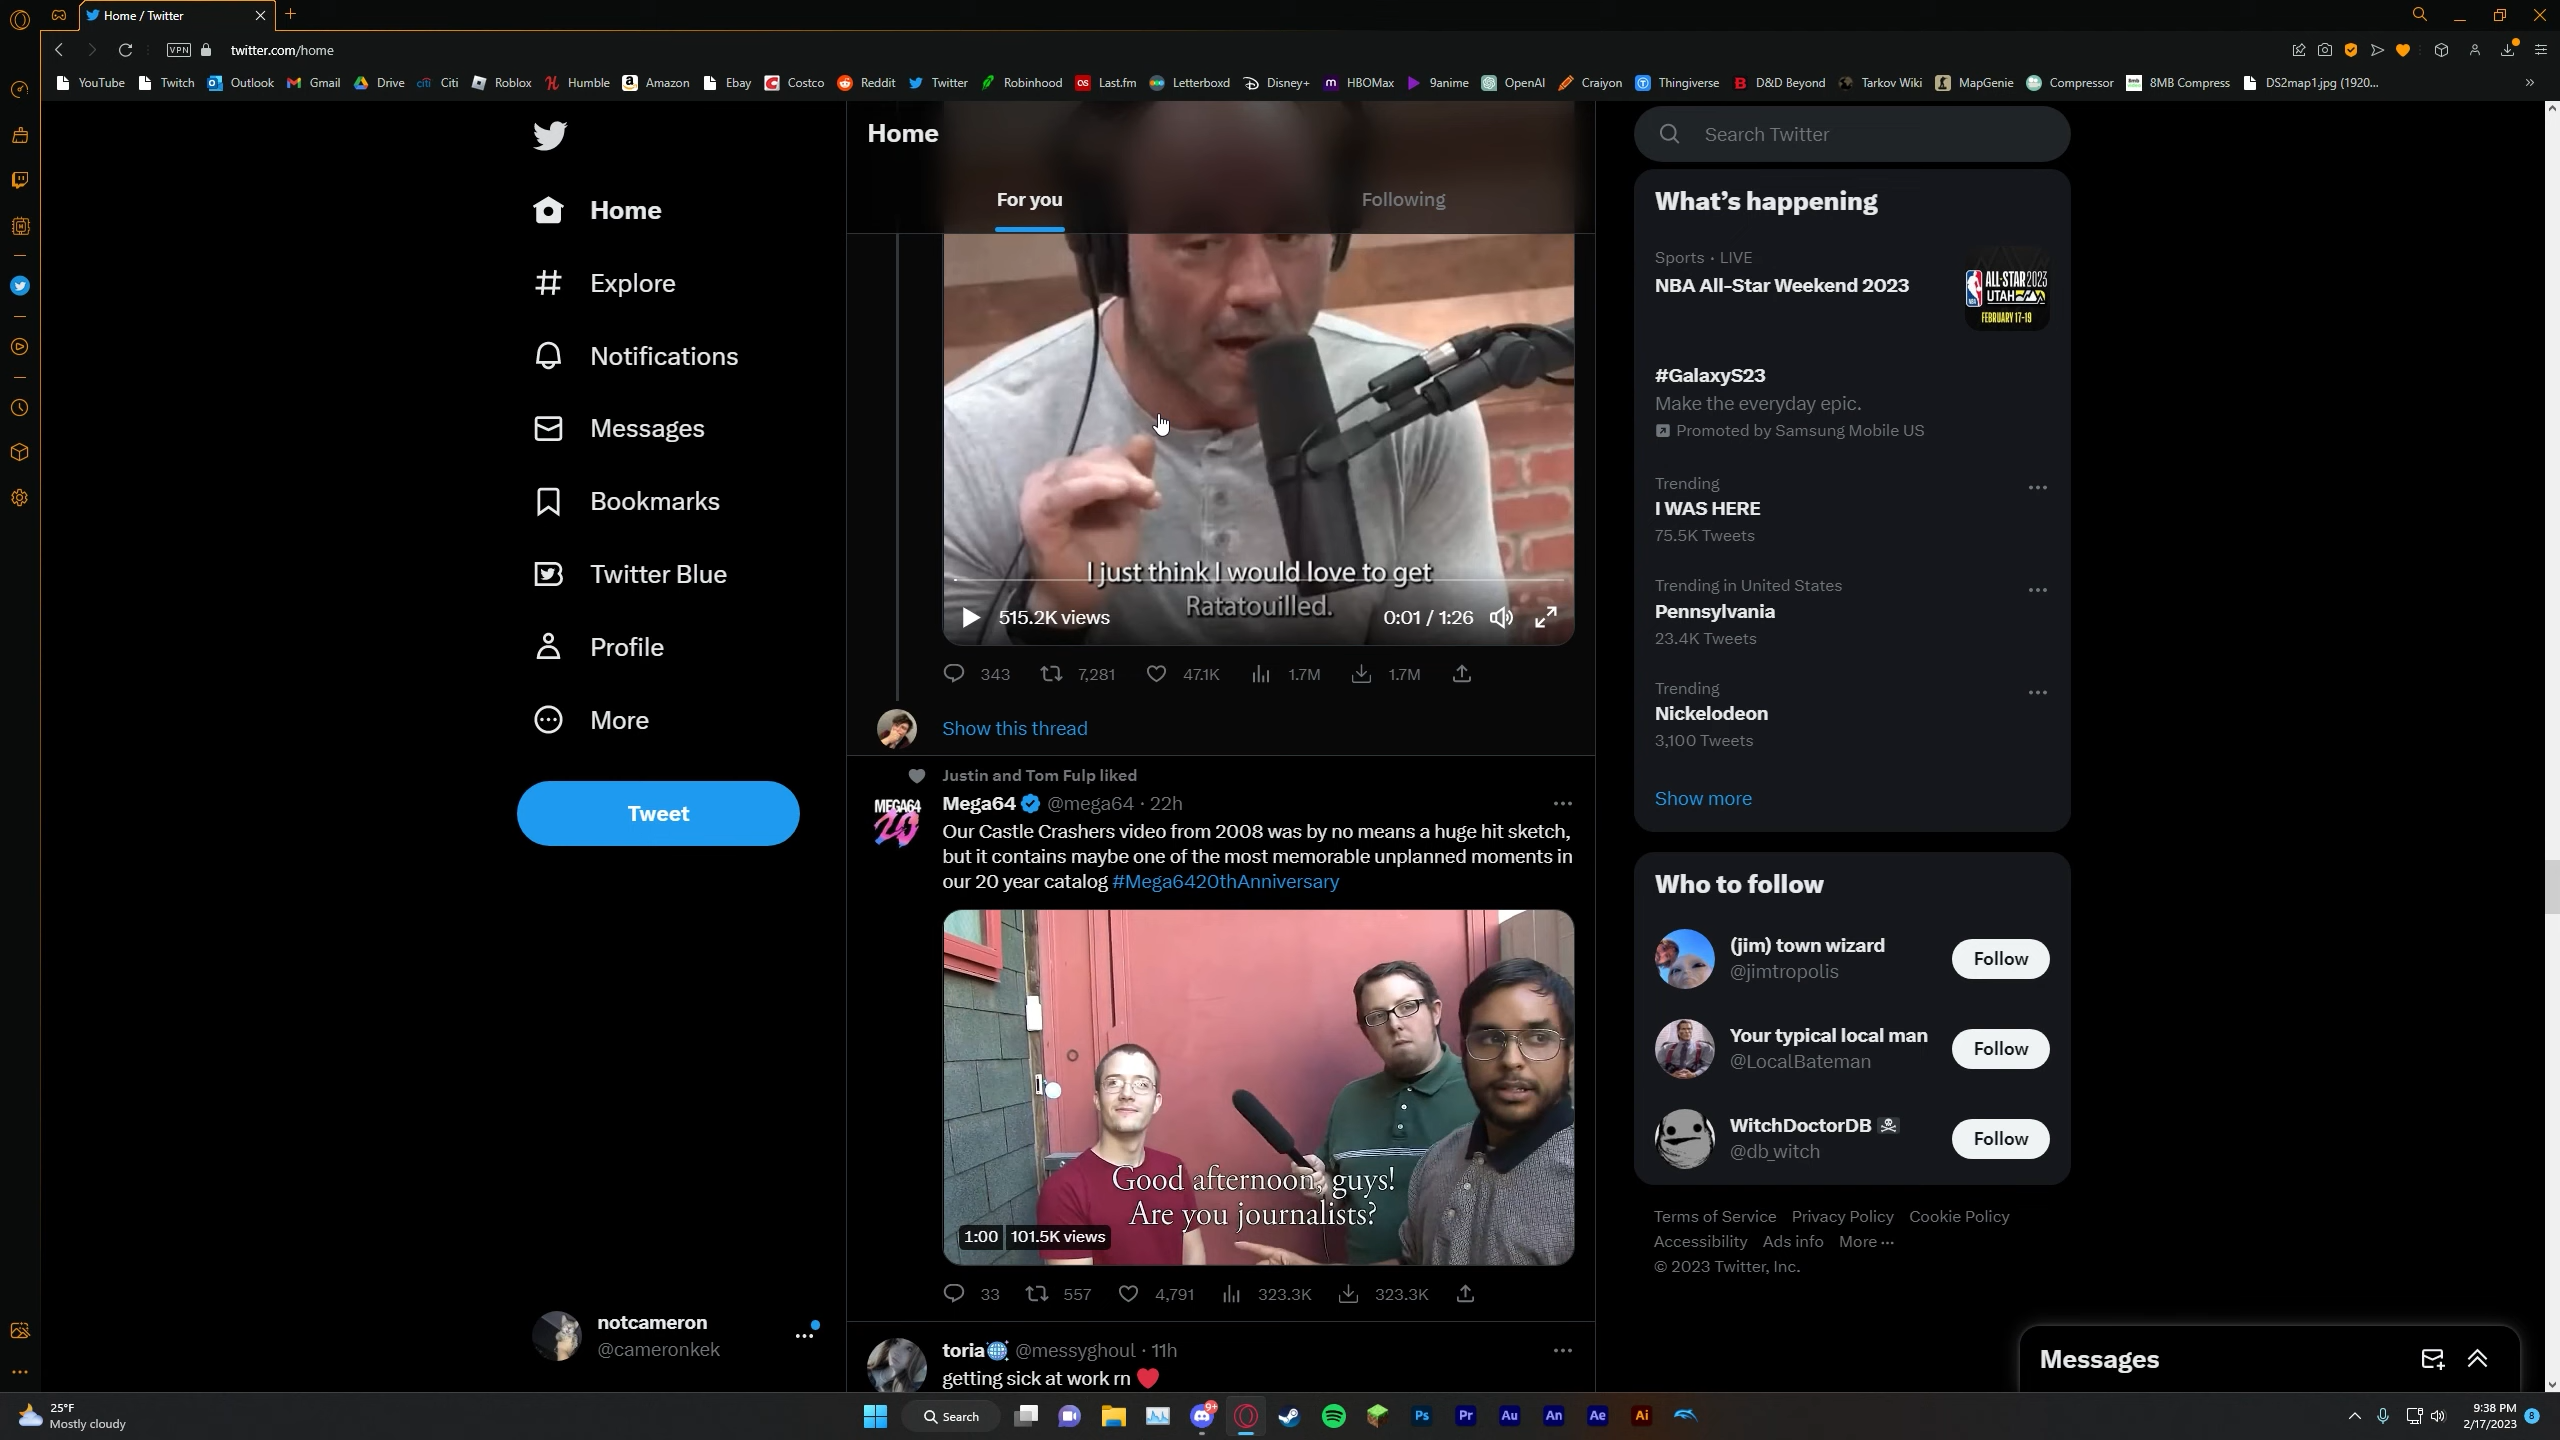 Home / Twitter
VPN
twitter.com/home
YouTube
Twitch
Outlook
Gmail
Drive
citi Citi
Roblox
Humble
Amazon
Ebay
Costco
Reddit
Twitter
Robinhood
Last.fm
Letterboxd
Disney+
HBOMax
9anime
OpenAI
Craiyon
Thingiverse
D&D Beyond
Tarkov Wiki
MapGenie
Compressor
8MB Compress
DS2map1.jpg (1920...
Home
Explore
Notifications
Messages
Bookmarks
Twitter Blue
Profile
More
Tweet
notcameron
@cameronkek
Home
For you
Following
I just think I would love to get
Ratatouilled.
515.2K views
0:01 / 1:26
343
7,281
47.1K
1.7M
1.7M
Show this thread
Justin and Tom Fulp liked
MEGA64
20
Mega64 @mega64 · 22h
Our Castle Crashers video from 2008 was by no means a huge hit sketch,
but it contains maybe one of the most memorable unplanned moments in
our 20 year catalog #Mega6420thAnniversary
Good afternoon, guys!
Are you journalists?
1:00
101.5K views
33
557
4,791
323.3K
323.3K
toria @messyghoul · 11h
getting sick at work rn
Search Twitter
What's happening
Sports · LIVE
NBA All-Star Weekend 2023
ALL-STAR 2023
UTAH
FEBRUARY 17-19
#GalaxyS23
Make the everyday epic.
Promoted by Samsung Mobile US
Trending
I WAS HERE
75.5K Tweets
Trending in United States
Pennsylvania
23.4K Tweets
Trending
Nickelodeon
3,100 Tweets
Show more
Who to follow
(jim) town wizard
@jimtropolis
Follow
Your typical local man
@LocalBateman
Follow
WitchDoctorDB
@db_witch
Follow
Terms of Service Privacy Policy Cookie Policy
Accessibility Ads info More ···
© 2023 Twitter, Inc.
Messages
25°F
Mostly cloudy
Search
9+
Ps
Pr
Au
An
Ae
Ai
9:38 PM
2/17/2023
8